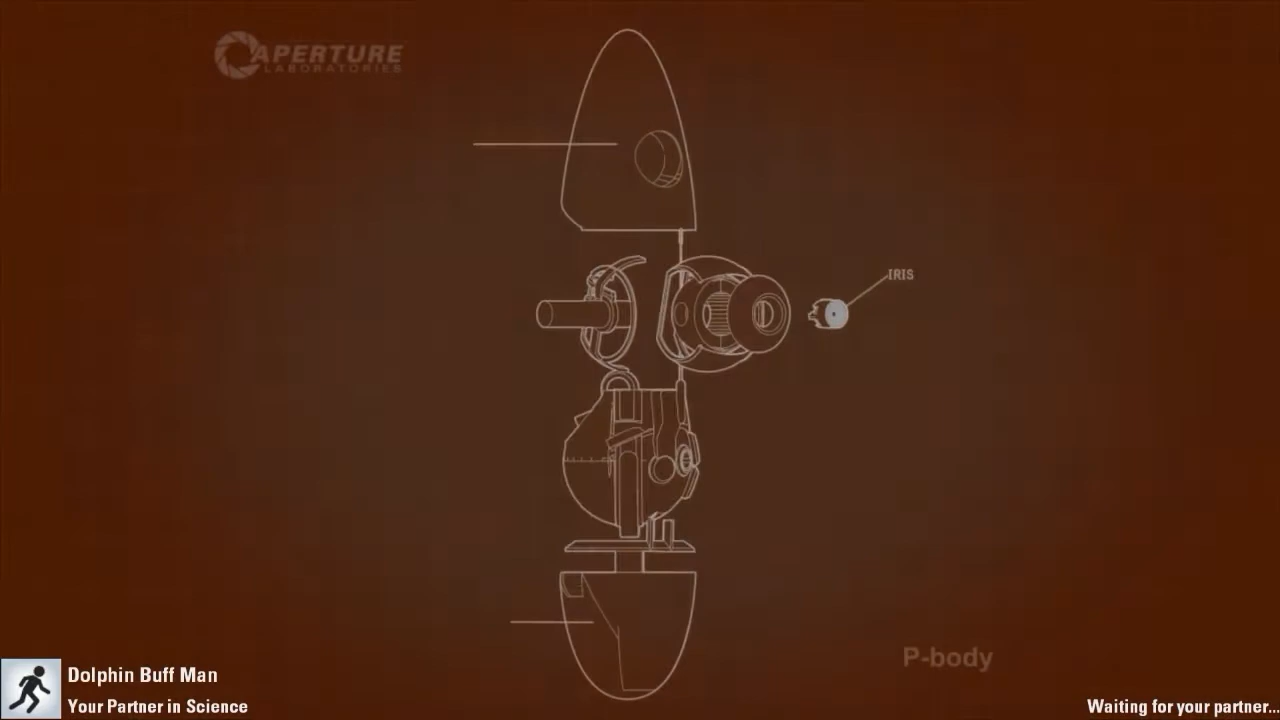 APERTURE
LABORATORIES
IRIS
P-body
Dolphin Buff Man
Your Partner in Science
Waiting for your partner...